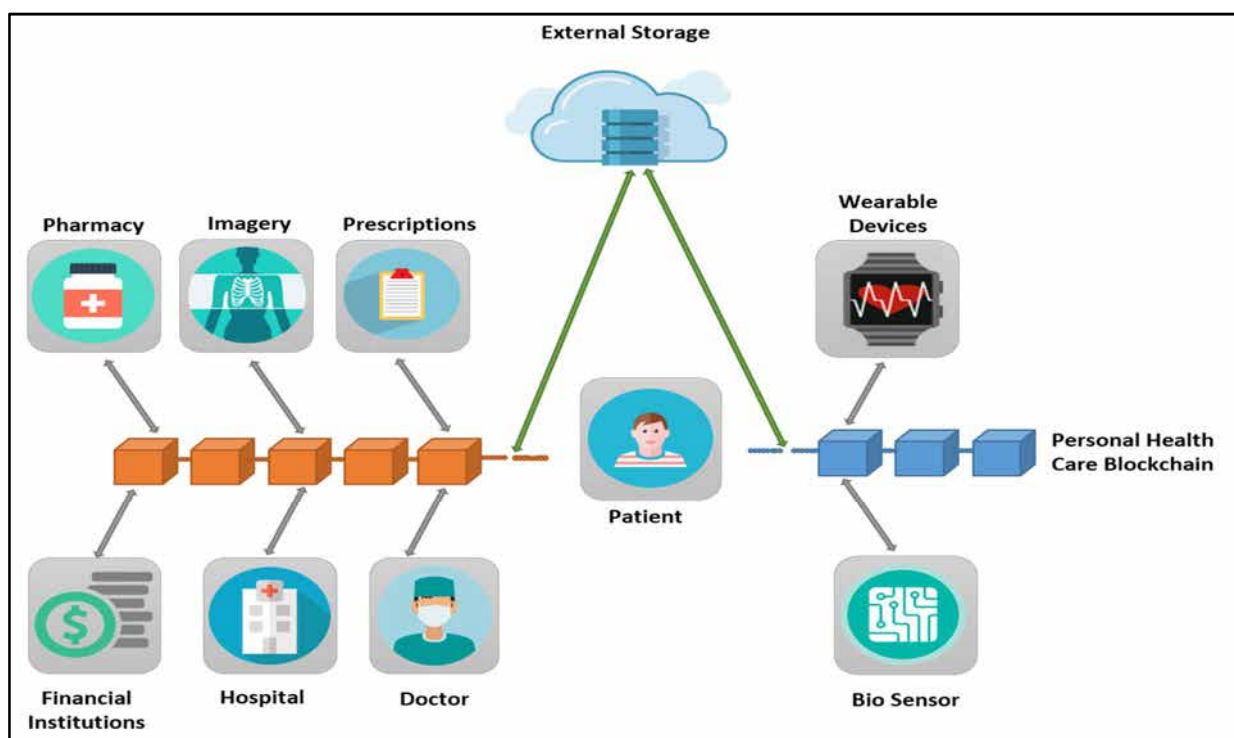 External Storage
Pharmacy
Imagery
Prescriptions
Wearable
Devices
Personal Health
Care Blockchain
Patient
Financial
Institutions
Hospital
Doctor
Bio Sensor